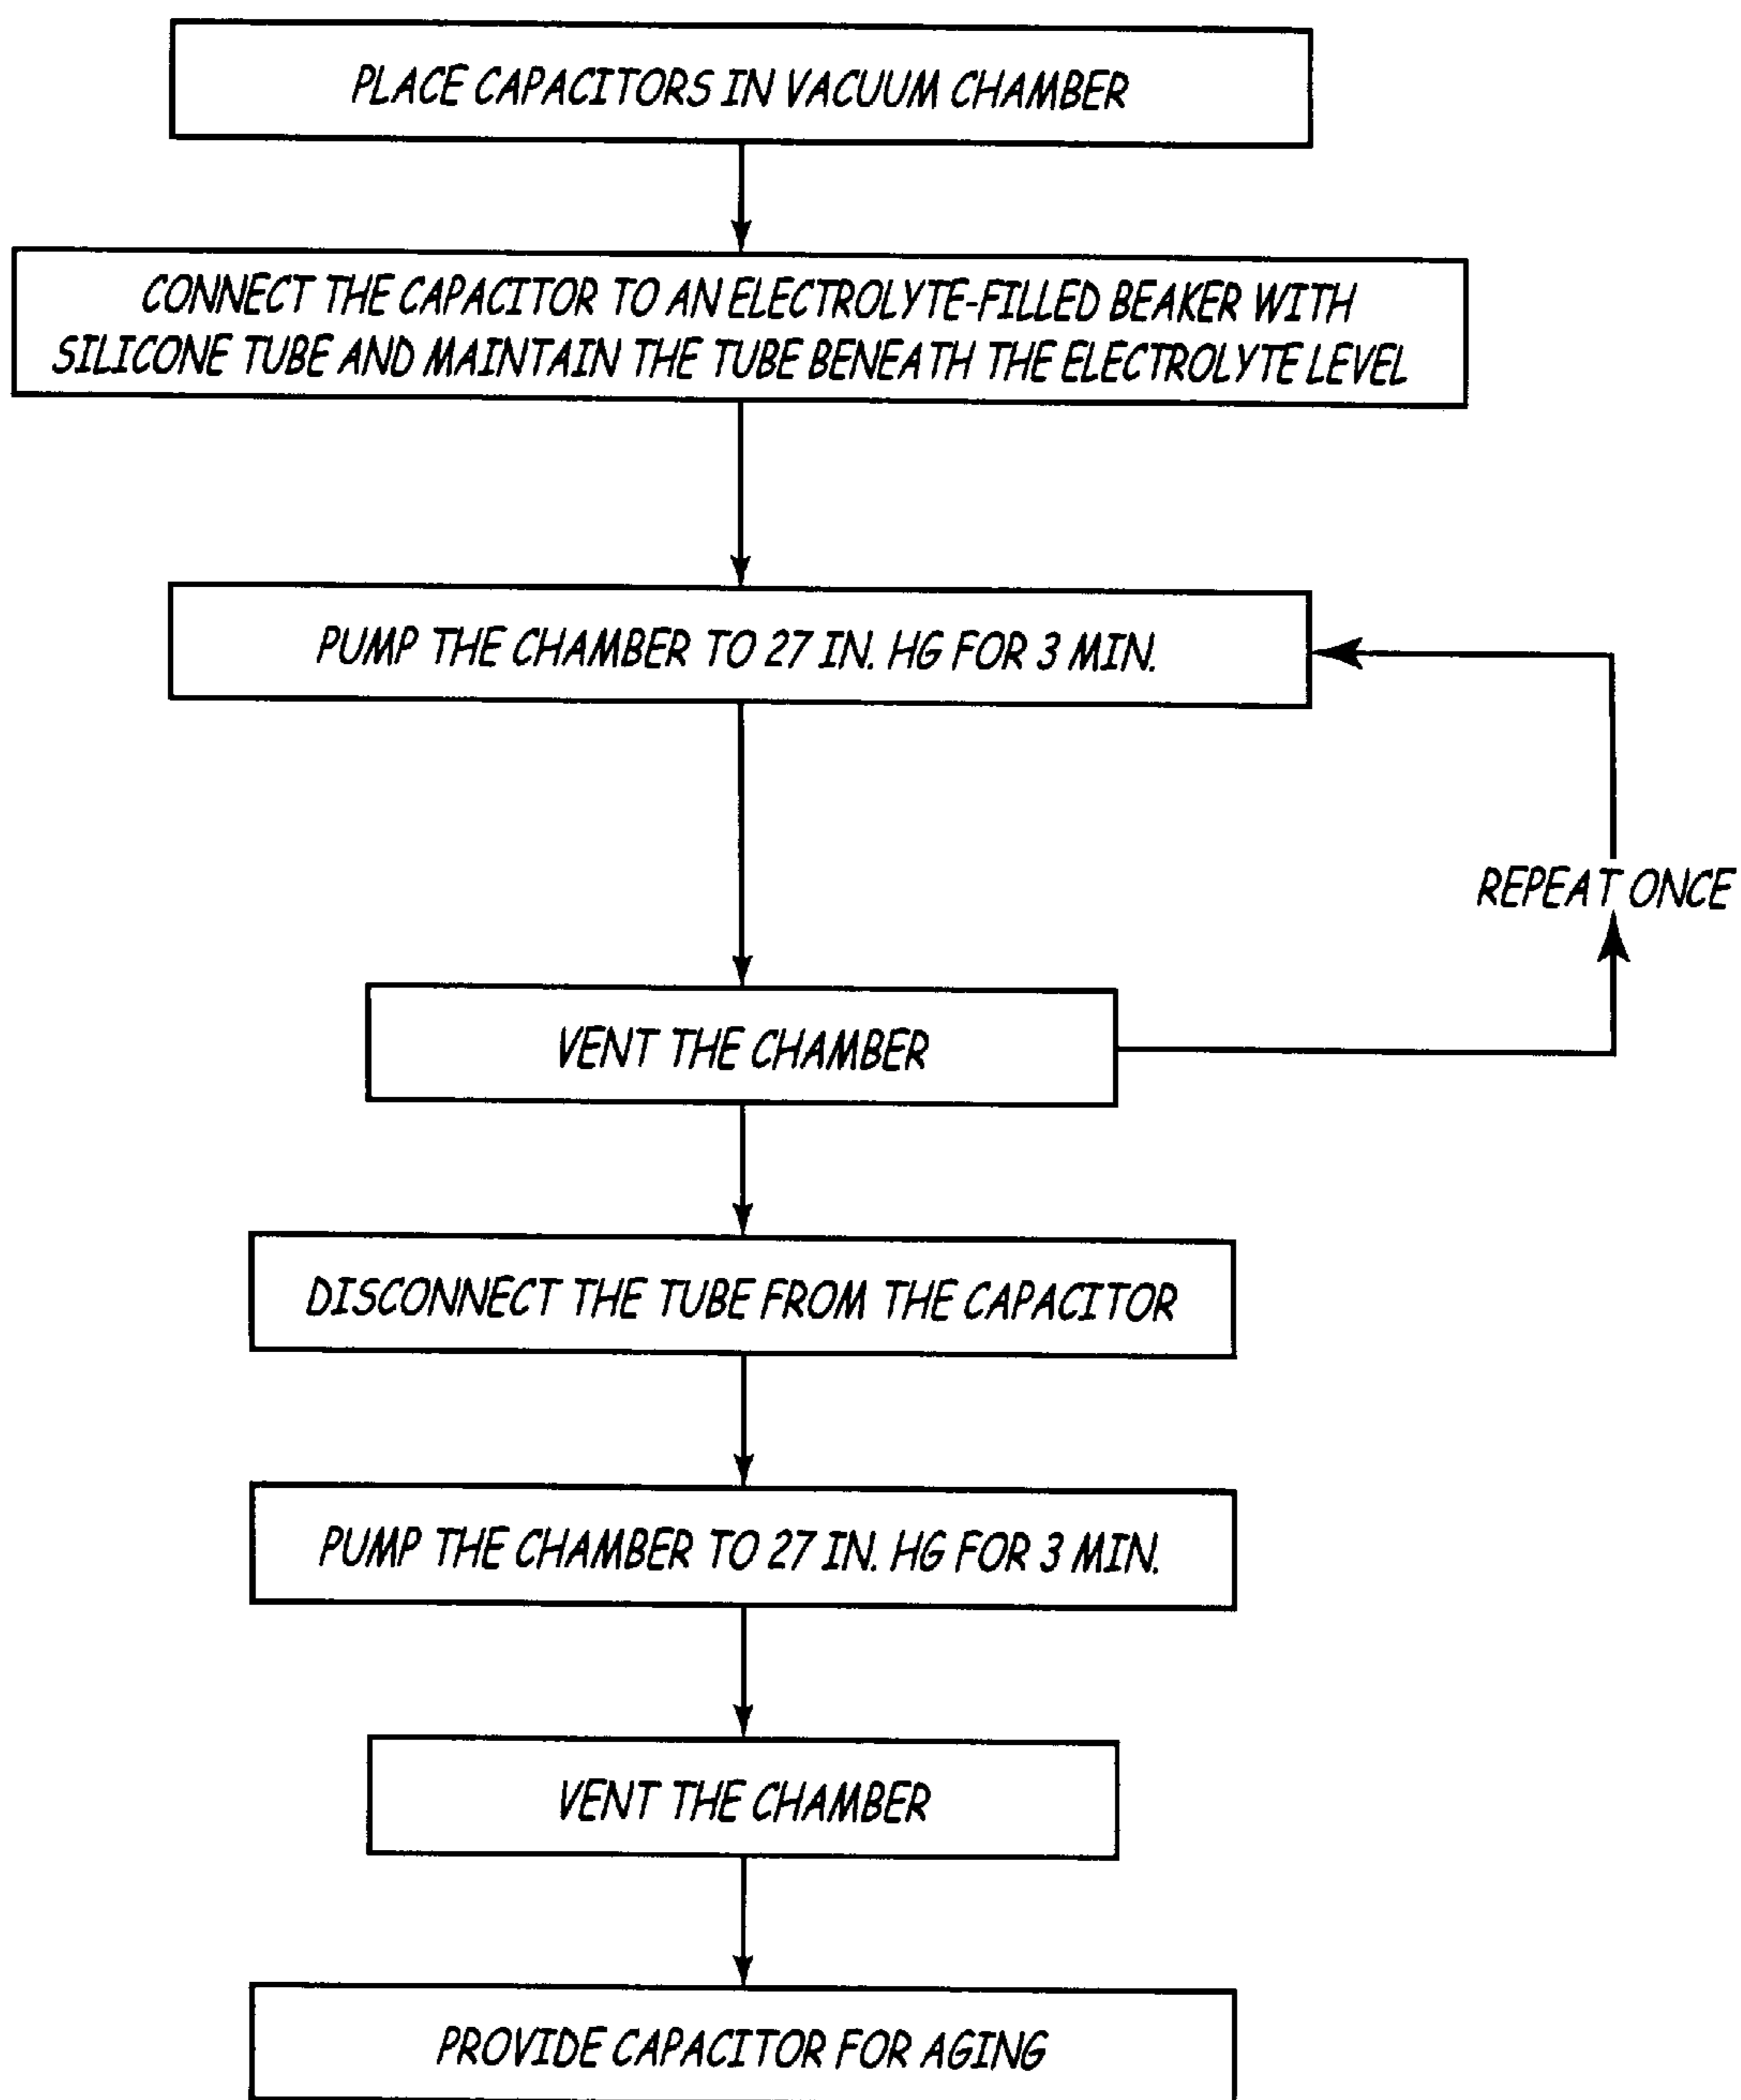 PLACE CAPACITORS IN VACUUM CHAMBER
CONNECT THE CAPACITOR TO AN ELECTROLYTE-FILLED BEAKER WITH
SILICONE TUBE AND MAINTAIN THE TUBE BENEATH THE ELECTROLYTE LEVEL
PUMP THE CHAMBER TO 27 IN. HG FOR 3 MIN.
REPEAT ONCE
VENT THE CHAMBER
DISCONNECT THE TUBE FROM THE CAPACITOR
PUMP THE CHAMBER TO 27 IN. HG FOR 3 MIN.
VENT THE CHAMBER
PROVIDE CAPACITOR FOR AGING